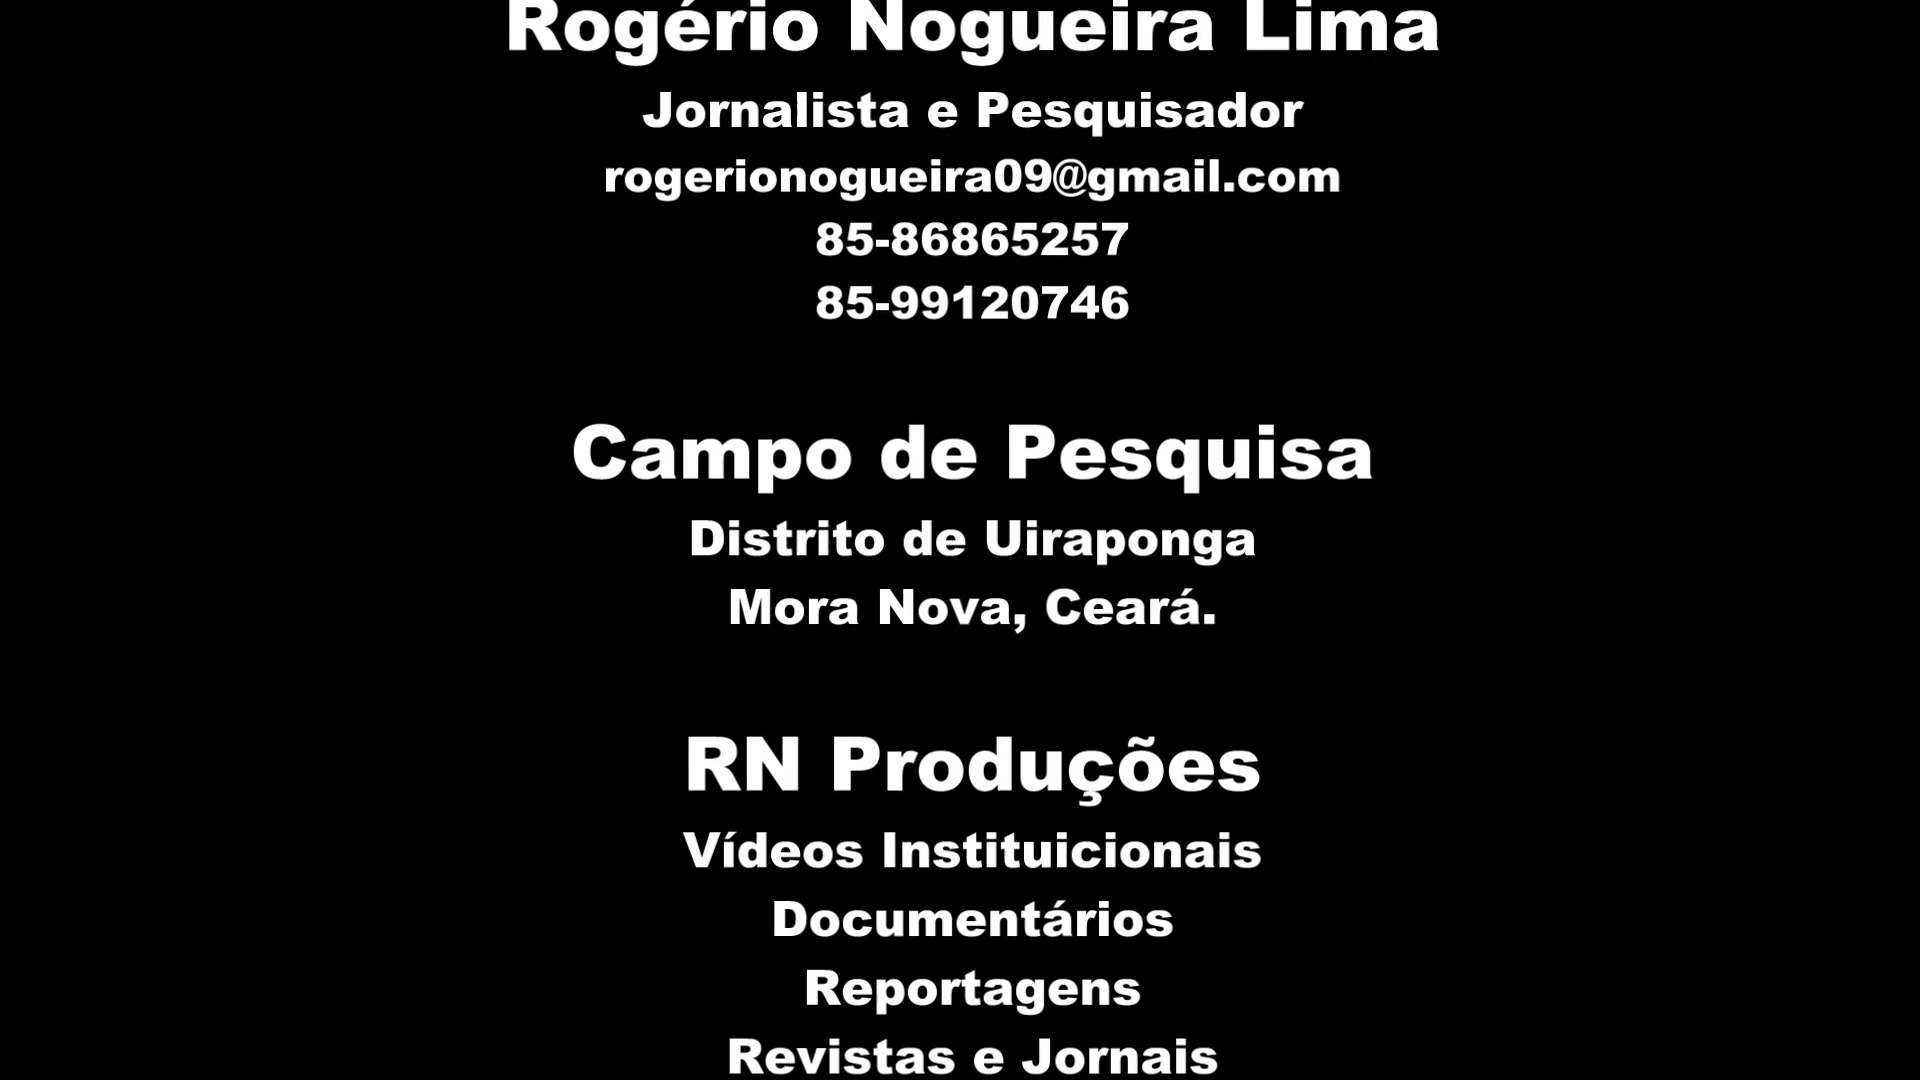 Rogério Nogueira Lima
Jornalista e Pesquisador
rogerionogueira09@gmail.com
85-86865257
85-99120746
Campo de Pesquisa
Distrito de Uiraponga
Mora Nova, Ceará.
RN Produções
Vídeos Instituicionais
Documentários
Reportagens
Revistas e Jornais